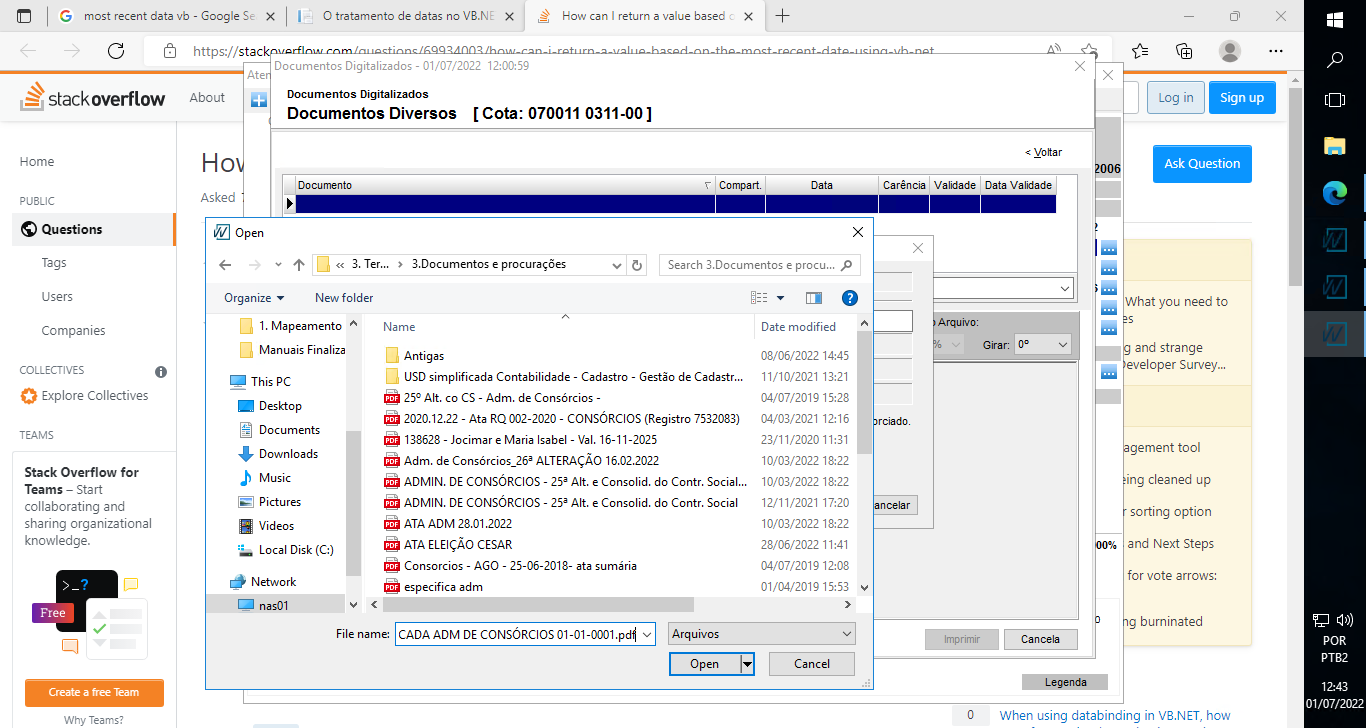 most recent data vb - Google Se
O tratamento de datas no VB.NE
How can I return a value based o
https://stackoverflow.com/questions/69934003/how-can-i-return-a-value-based-on-the-most-recent-date-using-vb-net
stackoverflow
About
Log in
Sign up
Home
PUBLIC
Questions
Tags
Users
Companies
COLLECTIVES
Explore Collectives
TEAMS
Stack Overflow for
Teams – Start
collaborating and
sharing organizational
knowledge.
>_?
Free
Create a free Team
Why Teams?
How
Asked
Ask Question
Aten
Documentos Digitalizados - 01/07/2022 12:00:59
Documentos Digitalizados
Documentos Diversos [ Cota: 070011 0311-00 ]
< Voltar
2006
Documento
Compart.
Data
Carência
Validade
Data Validade
o Arquivo:
%
Girar:
0º
orciado.
ancelar
Imprimir
Cancela
Legenda
000%
Open
« 3. Ter... > 3.Documentos e procurações
Search 3.Documentos e procu...
Organize
New folder
1. Mapeamento
Manuais Finaliza
This PC
Desktop
Documents
Downloads
Music
Pictures
Videos
Local Disk (C:)
Network
nas01
Name
Date modified
Antigas 08/06/2022 14:45
USD simplificada Contabilidade - Cadastro - Gestão de Cadastr... 11/10/2021 13:21
25º Alt. co CS - Adm. de Consórcios - 04/07/2019 15:28
2020.12.22 - Ata RQ 002-2020 - CONSÓRCIOS (Registro 7532083) 04/03/2021 12:16
138628 - Jocimar e Maria Isabel - Val. 16-11-2025 23/11/2020 11:31
Adm. de Consórcios_26ª ALTERAÇÃO 16.02.2022 10/03/2022 18:22
ADMIN. DE CONSÓRCIOS - 25ª Alt. e Consolid. do Contr. Social... 10/03/2022 18:22
ADMIN. DE CONSÓRCIOS - 25ª Alt. e Consolid. do Contr. Social 12/11/2021 17:20
ATA ADM 28.01.2022 10/03/2022 18:22
ATA ELEIÇÃO CESAR 28/06/2022 11:41
Consorcios - AGO - 25-06-2018- ata sumária 04/07/2019 12:08
especifica adm 01/04/2019 15:53
File name:
CADA ADM DE CONSÓRCIOS 01-01-0001.pdf
Arquivos
Open
Cancel
What you need to
es
g and strange
Developer Survey...
agement tool
eing cleaned up
r sorting option
and Next Steps
for vote arrows:
ng burninated
0
When using databinding in VB.NET, how
POR
PTB2
12:43
01/07/2022